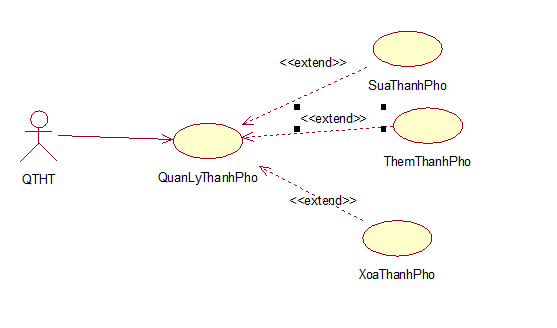 <<extend>>
SuaThanhPho
<<extend>>
ThemThanhPho
QTHT
QuanLyThanhPho
<<extend>>
XoaThanhPho